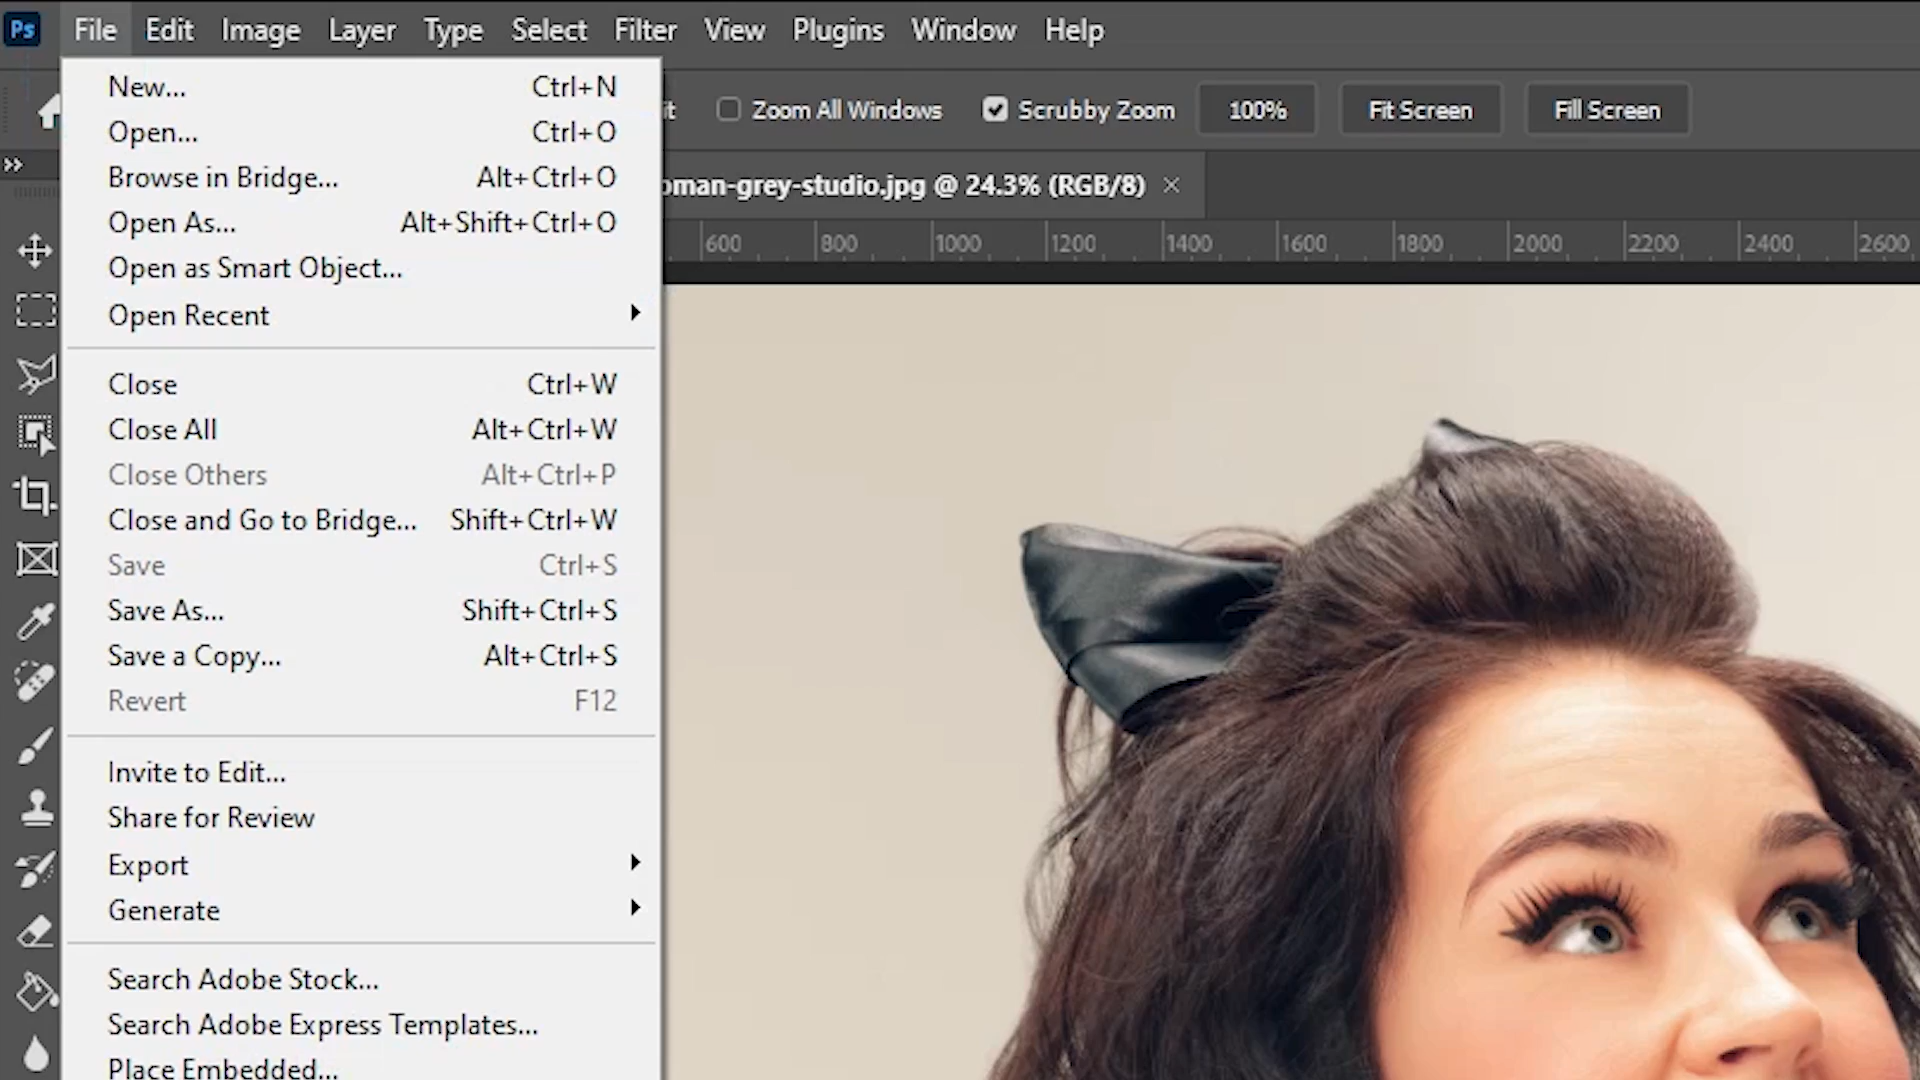 Ps File Edit Image Layer Type Select Filter View Plugins Window Help
Zoom All Windows Scrubby Zoom 100% Fit Screen Fill Screen
oman-grey-studio.jpg @ 24.3% (RGB/8) ×
600 800 1000 1200 1400 1600 1800 2000 2200 2400 2600
New... Ctrl+N
Open... Ctrl+O
Browse in Bridge... Alt+Ctrl+O
Open As... Alt+Shift+Ctrl+O
Open as Smart Object...
Open Recent
Close Ctrl+W
Close All Alt+Ctrl+W
Close Others Alt+Ctrl+P
Close and Go to Bridge... Shift+Ctrl+W
Save Ctrl+S
Save As... Shift+Ctrl+S
Save a Copy... Alt+Ctrl+S
Revert F12
Invite to Edit...
Share for Review
Export
Generate
Search Adobe Stock...
Search Adobe Express Templates...
Place Embedded...